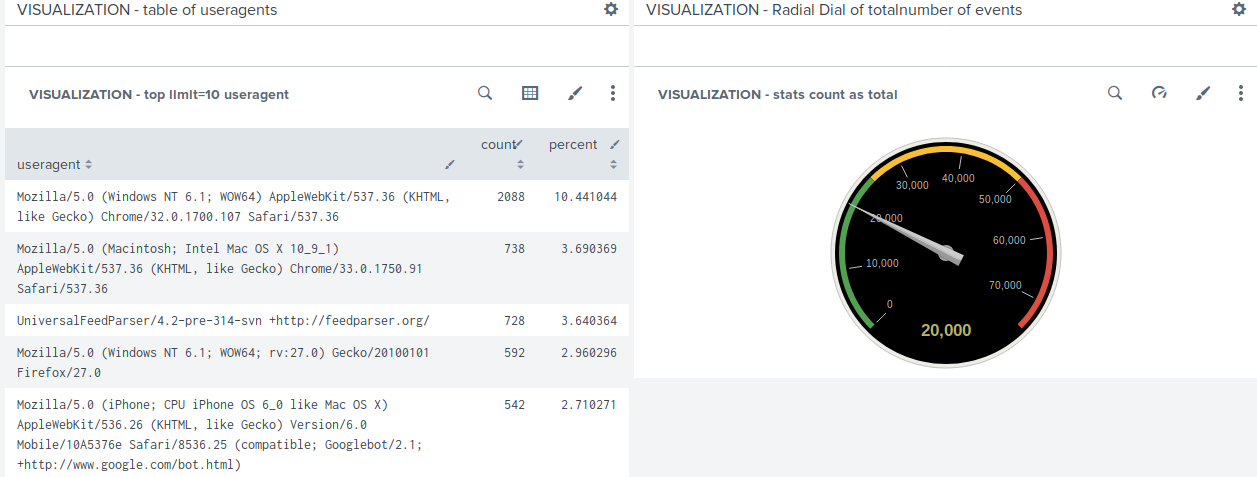 VISUALIZATION - table of useragents
VISUALIZATION - top limit=10 useragent
useragent
count
percent
Mozilla/5.0 (Windows NT 6.1; WOW64) AppleWebKit/537.36 (KHTML,
like Gecko) Chrome/32.0.1700.107 Safari/537.36
2088
10.441044
Mozilla/5.0 (Macintosh; Intel Mac OS X 10_9_1)
AppleWebKit/537.36 (KHTML, like Gecko) Chrome/33.0.1750.91
Safari/537.36
738
3.690369
UniversalFeedParser/4.2-pre-314-svn +http://feedparser.org/
728
3.640364
Mozilla/5.0 (Windows NT 6.1; WOW64; rv:27.0) Gecko/20100101
Firefox/27.0
592
2.960296
Mozilla/5.0 (iPhone; CPU iPhone OS 6_0 like Mac OS X)
AppleWebKit/536.26 (KHTML, like Gecko) Version/6.0
Mobile/10A5376e Safari/8536.25 (compatible; Googlebot/2.1;
+http://www.google.com/bot.html)
542
2.710271
VISUALIZATION - Radial Dial of totalnumber of events
VISUALIZATION - stats count as total
0
10,000
20,000
30,000
40,000
50,000
60,000
70,000
20,000